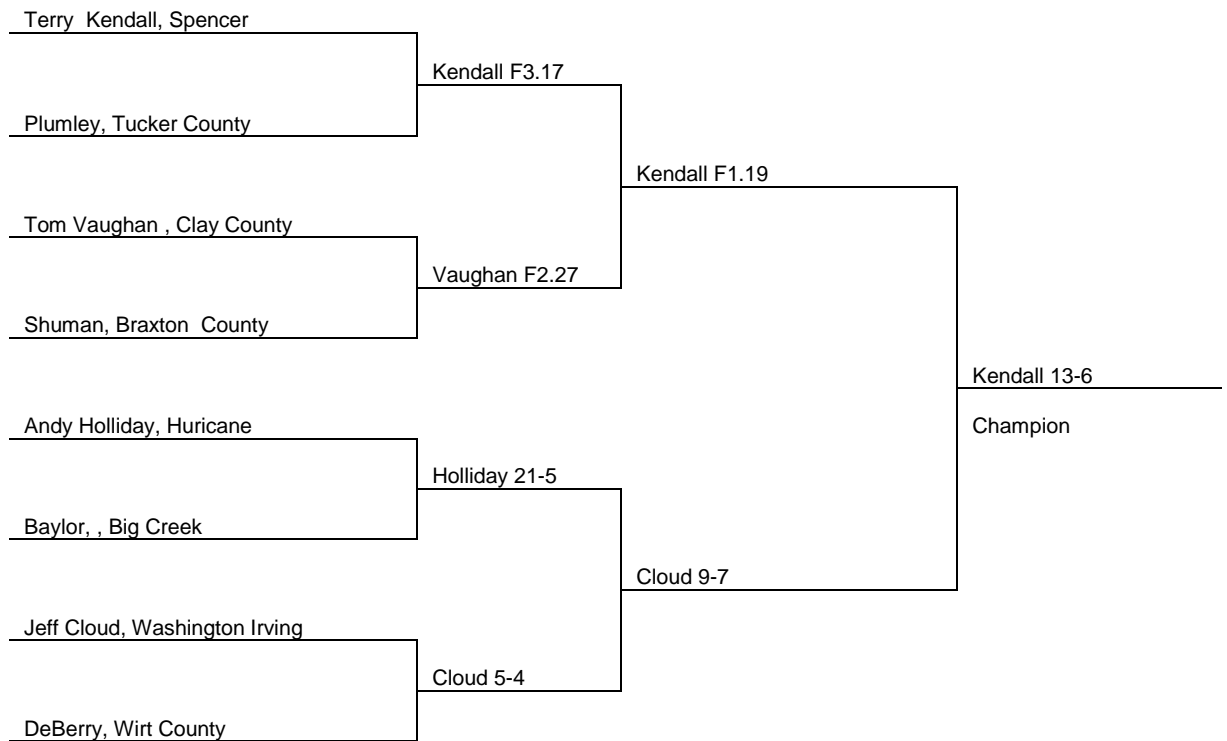 Terry  Kendall, Spencer
Kendall F3.17
Plumley, Tucker County
Kendall F1.19
Tom Vaughan , Clay County
Vaughan F2.27
Shuman, Braxton  County
Kendall 13-6
Andy Holliday, Huricane
Champion
Holliday 21-5
Baylor, , Big Creek
Cloud 9-7
Jeff Cloud, Washington Irving
Cloud 5-4
DeBerry, Wirt County